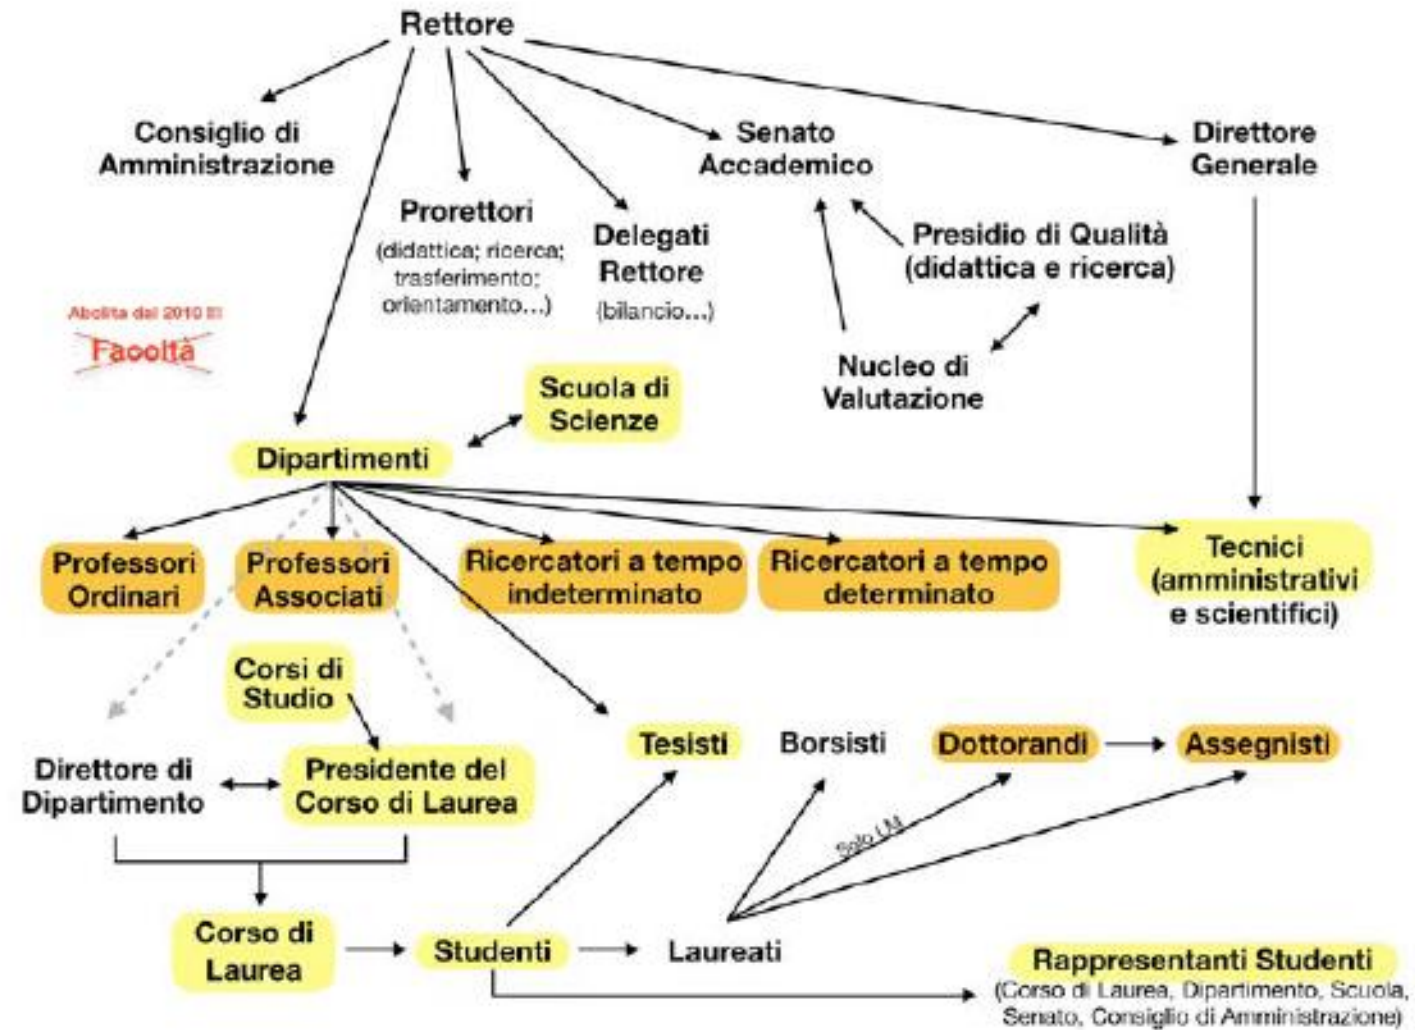 Rettore
Consiglio di
Amministrazione
Senato
Accademico
Direttore
Generale
Prorettori
(didattica; ricerca;
trasferimento;
orientamento...)
Delegati
Rettore
(bilancio...)
Presidio di Qualità
(didattica e ricerca)
Abolita dal 2010 !!!
Facoltà
Nucleo di
Valutazione
Scuola di
Scienze
Dipartimenti
Professori
Ordinari
Professori
Associati
Ricercatori a tempo
indeterminato
Ricercatori a tempo
determinato
Tecnici
(amministrativi
e scientifici)
Corsi di
Studio
Direttore di
Dipartimento
Presidente del
Corso di Laurea
Tesisti
Borsisti
Dottorandi
Assegnisti
Solo LM
Corso di
Laurea
Studenti
Laureati
Rappresentanti Studenti
(Corso di Laurea, Dipartimento, Scuola,
Senato, Consiglio di Amministrazione)